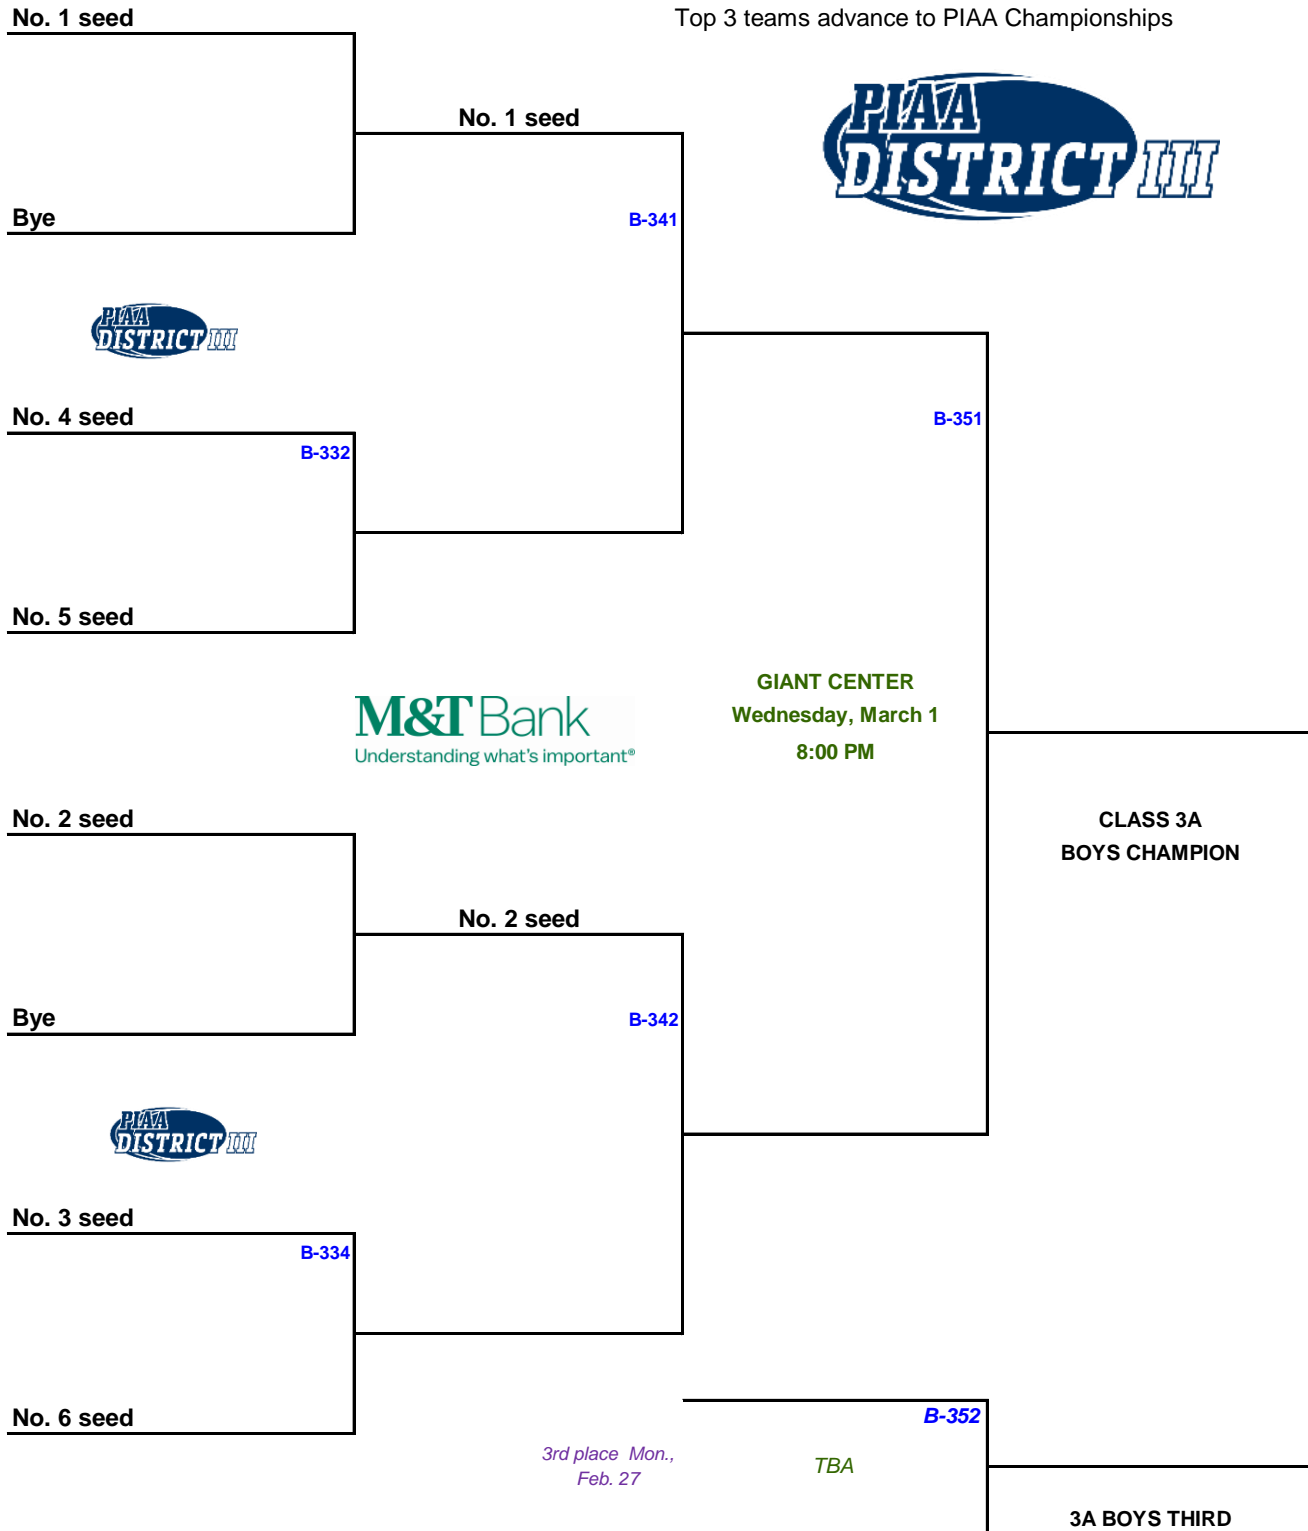 No. 1 seed
Top 3 teams advance to PIAA Championships
PIAA
DISTRICT III
No. 1 seed
Bye
B-341
PIAA
DISTRICT III
No. 4 seed
B-351
B-332
No. 5 seed
GIANT CENTER
M&T Bank
Wednesday, March 1
Understanding what's important®
8:00 PM
No. 2 seed
CLASS 3A
BOYS CHAMPION
No. 2 seed
Bye
B-342
PIAA
DISTRICT III
No. 3 seed
B-334
No. 6 seed
B-352
3rd place Mon.,
Feb. 27
TBA
3A BOYS THIRD